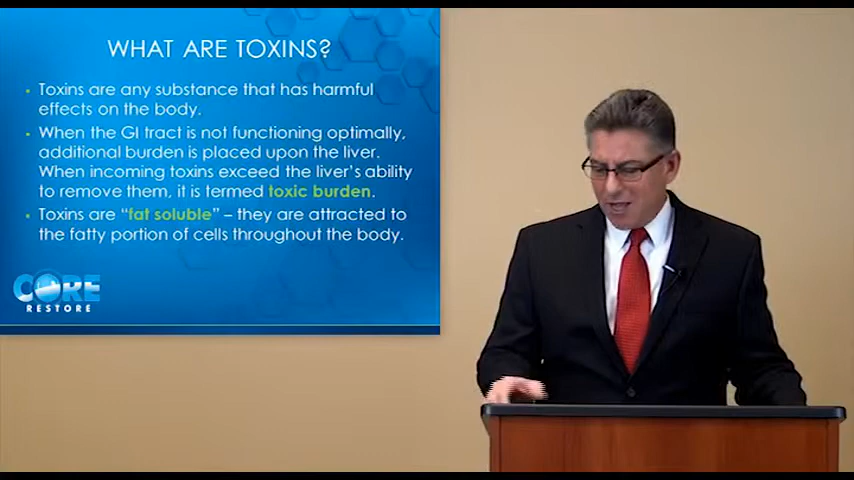 WHAT ARE TOXINS?
• Toxins are any substance that has harmful
effects on the body.
• When the GI tract is not functioning optimally,
additional burden is placed upon the liver.
When incoming toxins exceed the liver's ability
to remove them, it is termed toxic burden.
• Toxins are "fat soluble" – they are attracted to
the fatty portion of cells throughout the body.
CORE
RESTORE